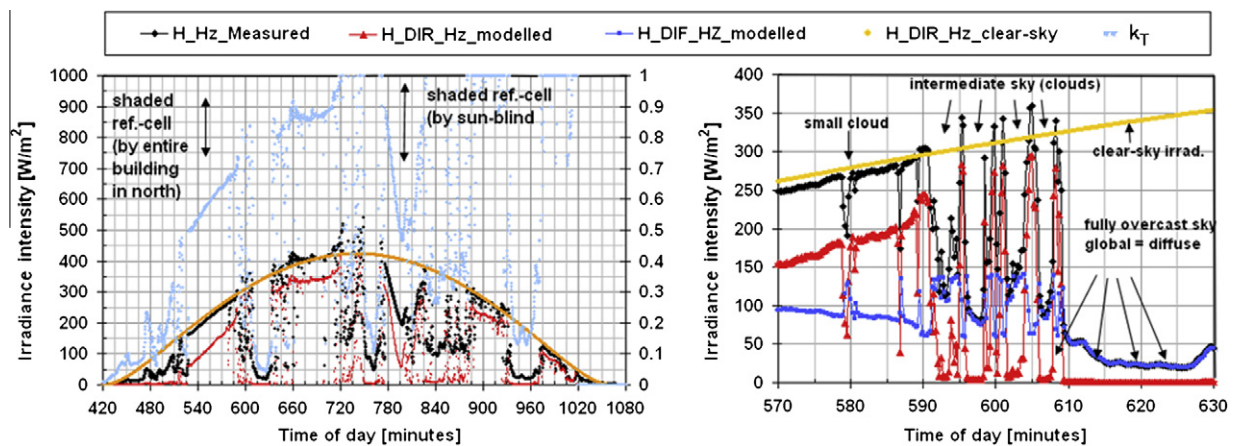 H_Hz_Measured H_DIR_Hz_modelled H_DIF_HZ_modelled H_DIR_Hz_clear-sky kT
Irradiance intensity [W/m²]
1000
900
800
700
600
500
400
300
200
100
0
shaded
ref.-cell
(by entire
building
in north)
shaded ref.-cell
(by sun-blind
1
0.9
0.8
0.7
0.6
0.5
0.4
0.3
0.2
0.1
0
420 480 540 600 660 720 780 840 900 960 1020 1080
Time of day [minutes]
Irradiance intensity [W/m²]
400
350
300
250
200
150
100
50
0
intermediate sky (clouds)
small cloud
clear-sky irrad.
fully overcast sky
global = diffuse
570 580 590 600 610 620 630
Time of day [minutes]